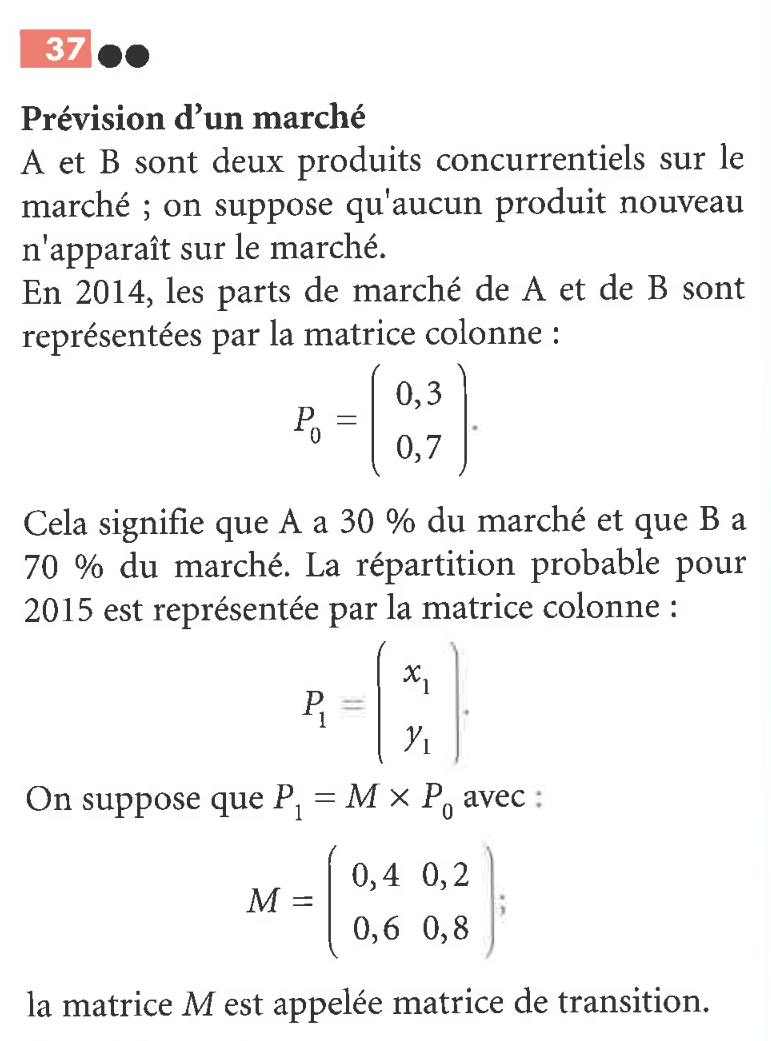 37
Prévision d'un marché
A et B sont deux produits concurrentiels sur le
marché ; on suppose qu'aucun produit nouveau
n'apparaît sur le marché.
En 2014, les parts de marché de A et de B sont
représentées par la matrice colonne :
P₀ = ( 0,3
0,7 ).
Cela signifie que A a 30 % du marché et que B a
70 % du marché. La répartition probable pour
2015 est représentée par la matrice colonne :
P₁ = ( x₁
y₁ ).
On suppose que P₁ = M × P₀ avec :
M = ( 0,4 0,2
0,6 0,8 );
la matrice M est appelée matrice de transition.